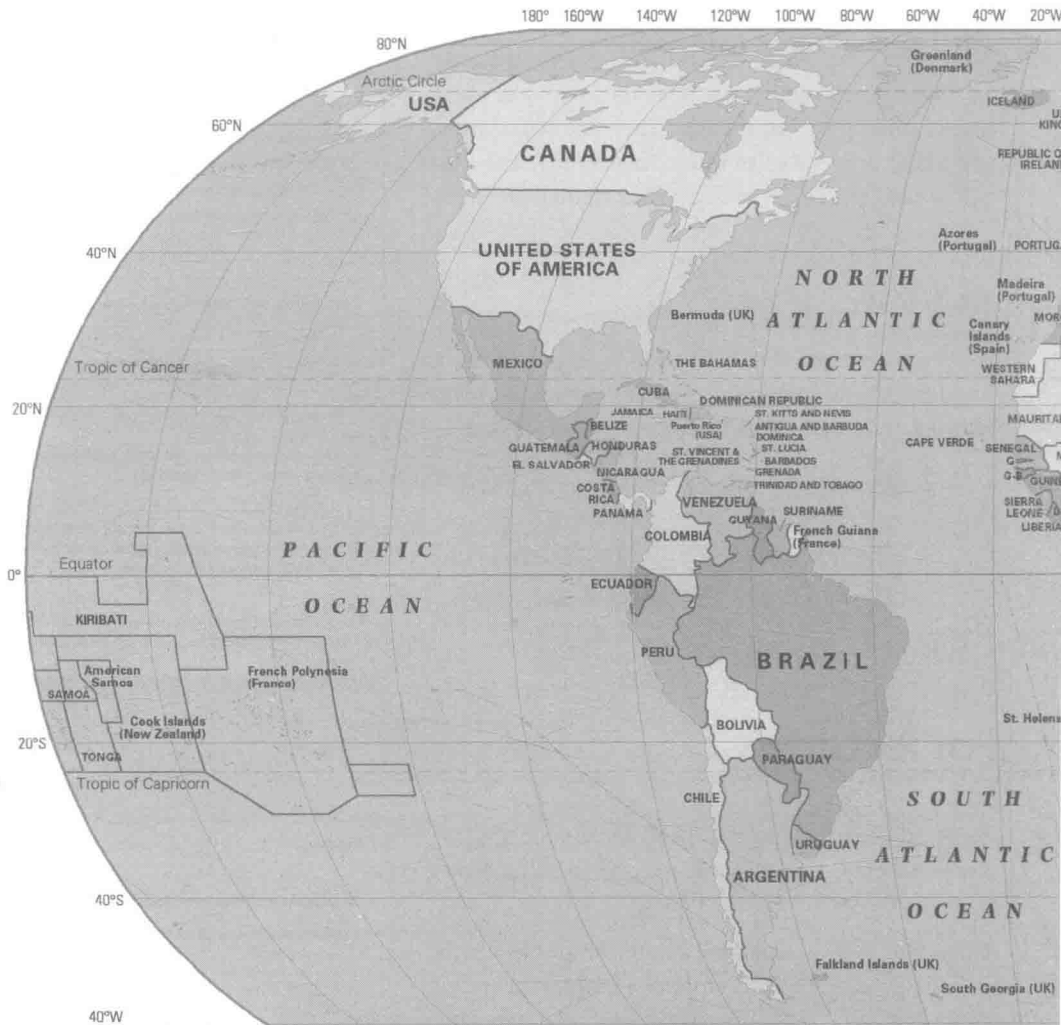 180° 160°W 140°W 120°W 100°W 80°W 60°W 40°W 20°W
80°N
Greenland
(Denmark)
Arctic Circle
USA
ICELAND
60°N
U
KING
CANADA
REPUBLIC O
IRELAN
40°N
Azores
(Portugal)
PORTUGA
UNITED STATES
OF AMERICA
NORTH
ATLANTIC
OCEAN
Madeira
(Portugal)
Bermuda (UK)
MOR
Canary
Islands
(Spain)
MEXICO
THE BAHAMAS
Tropic of Cancer
WESTERN
SAHARA
CUBA
20°N
DOMINICAN REPUBLIC
JAMAICA
HAITI
Puerto Rico
(USA)
ST. KITTS AND NEVIS
ANTIGUA AND BARBUDA
DOMINICA
MAURITA
BELIZE
GUATEMALA
HONDURAS
ST. VINCENT &
THE GRENADINES
ST. LUCIA
CAPE VERDE
SENEGAL
M
EL SALVADOR
NICARAGUA
BARBADOS
GRENADA
G
G-B
GUINE
COSTA
RICA
TRINIDAD AND TOBAGO
PANAMA
VENEZUELA
GUYANA
SURINAME
SIERRA
LEONE
LIBERIA
COLOMBIA
French Guiana
(France)
PACIFIC
OCEAN
Equator
0°
ECUADOR
KIRIBATI
PERU
BRAZIL
American
Samos
French Polynesia
(France)
SAMOA
Cook Islands
(New Zealand)
BOLIVIA
St. Helena
20°S
TONGA
PARAGUAY
Tropic of Capricorn
CHILE
SOUTH
ATLANTIC
OCEAN
URUGUAY
ARGENTINA
40°S
Falkland Islands (UK)
South Georgia (UK)
40°W